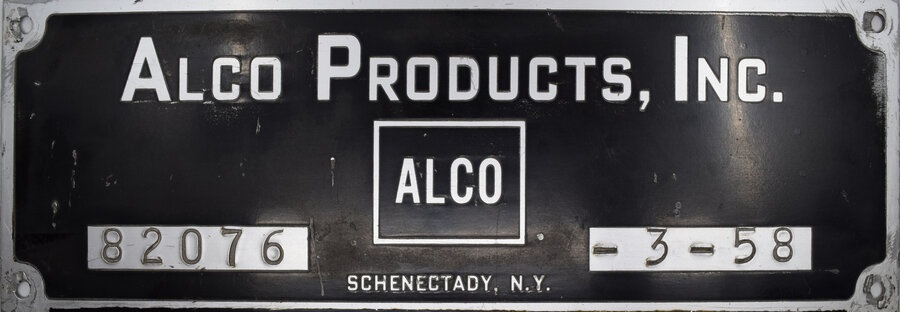 ALCO PRODUCTS, INC.
ALCO
82076
- 3 - 58
SCHENECTADY, N.Y.